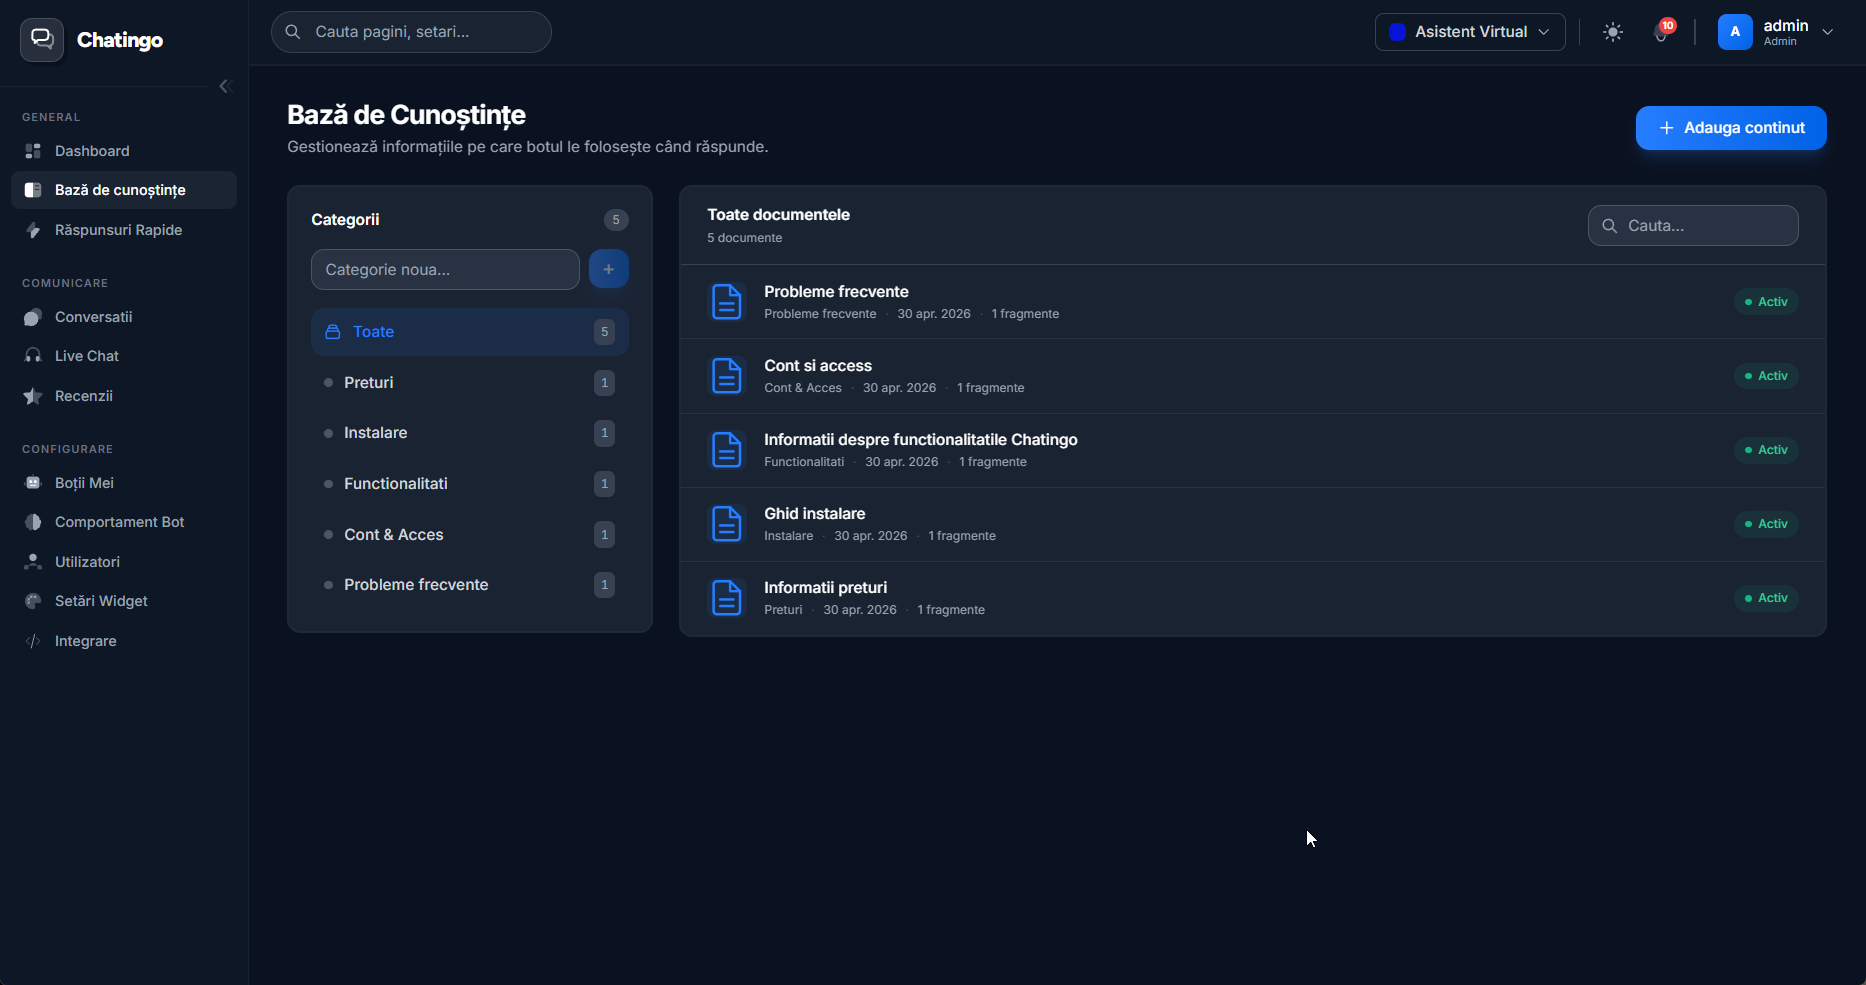 Chatingo
Cauta pagini, setari...
Asistent Virtual
10
A
admin
Admin
GENERAL
Dashboard
Bază de cunoștințe
Răspunsuri Rapide
COMUNICARE
Conversatii
Live Chat
Recenzii
CONFIGURARE
Boții Mei
Comportament Bot
Utilizatori
Setări Widget
Integrare
Bază de Cunoștințe
Gestionează informațiile pe care botul le folosește când răspunde.
+ Adauga continut
Categorii
5
Categorie noua...
+
Toate
5
Preturi
1
Instalare
1
Functionalitati
1
Cont & Acces
1
Probleme frecvente
1
Toate documentele
5 documente
Cauta...
Probleme frecvente
Probleme frecvente · 30 apr. 2026 · 1 fragmente
Activ
Cont si access
Cont & Acces · 30 apr. 2026 · 1 fragmente
Activ
Informatii despre functionalitatile Chatingo
Functionalitati · 30 apr. 2026 · 1 fragmente
Activ
Ghid instalare
Instalare · 30 apr. 2026 · 1 fragmente
Activ
Informatii preturi
Preturi · 30 apr. 2026 · 1 fragmente
Activ